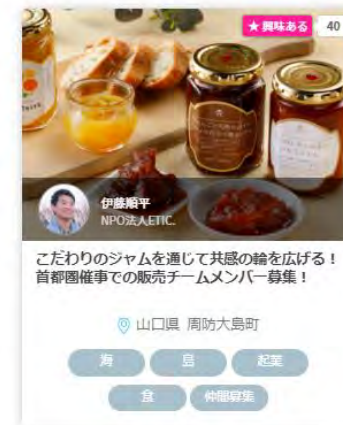 ★興味ある 40
伊藤順平
NPO法人ETIC.
こだわりのジャムを通じて共感の輪を広げる!
首都圏催事での販売チームメンバー募集!
山口県 周防大島町
海 島 起業
食 仲間募集